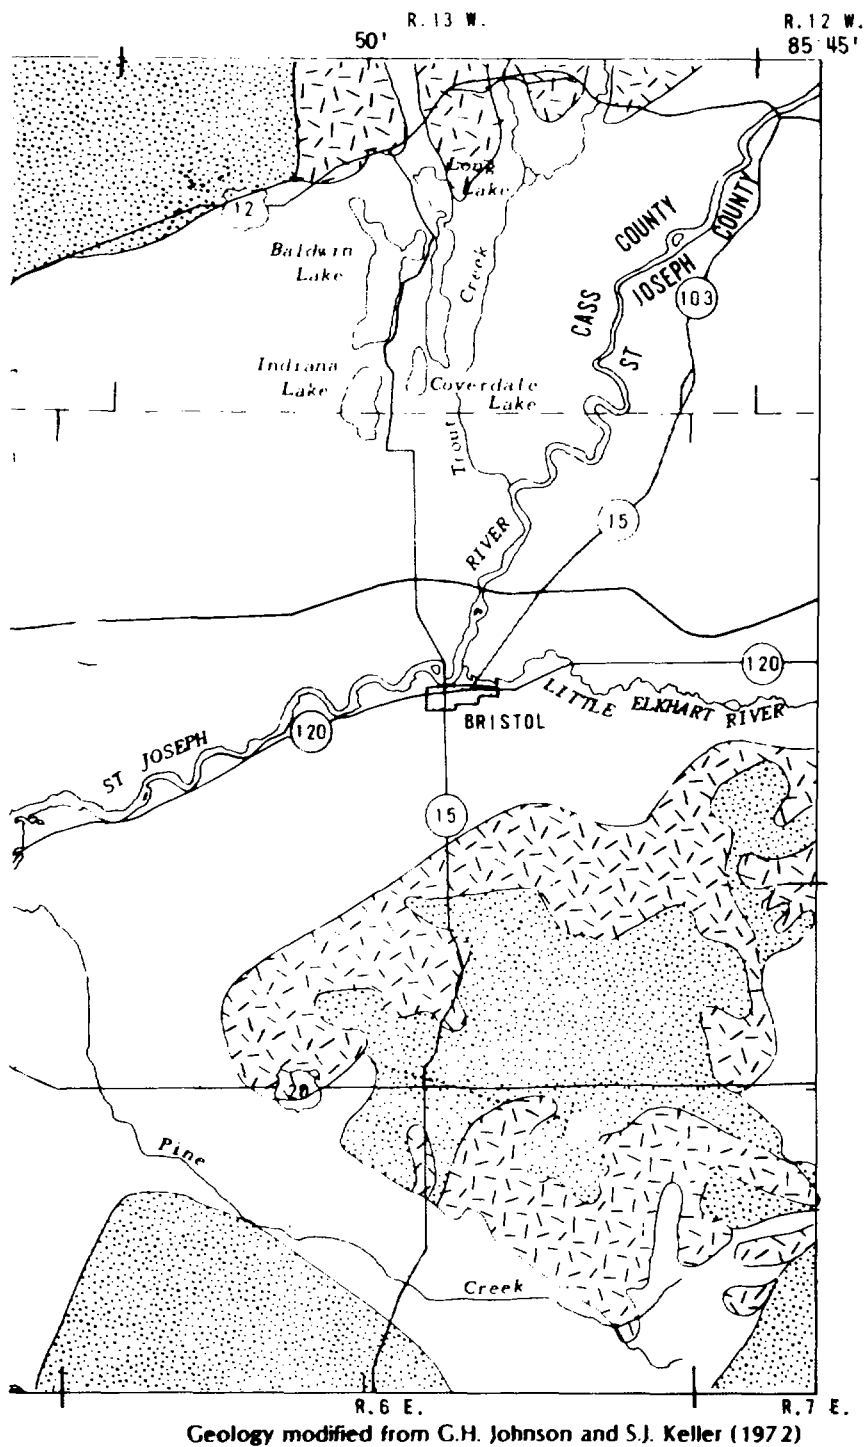 R.13 W.
R.12 W.
50'
85°45'
Long
Lake
12
COUNTY
COUNTY
Baldwin
Lake
Creek
JOSEPH
103
CASS
ST
Indiana
Lake
Coverdale
Lake
Trout
15
RIVER
120
LITTLE ELKHART RIVER
BRISTOL
120
ST JOSEPH
15
20
Pine
Creek
R.6 E.
R.7 E.
Geology modified from G.H. Johnson and S.J. Keller (1972)